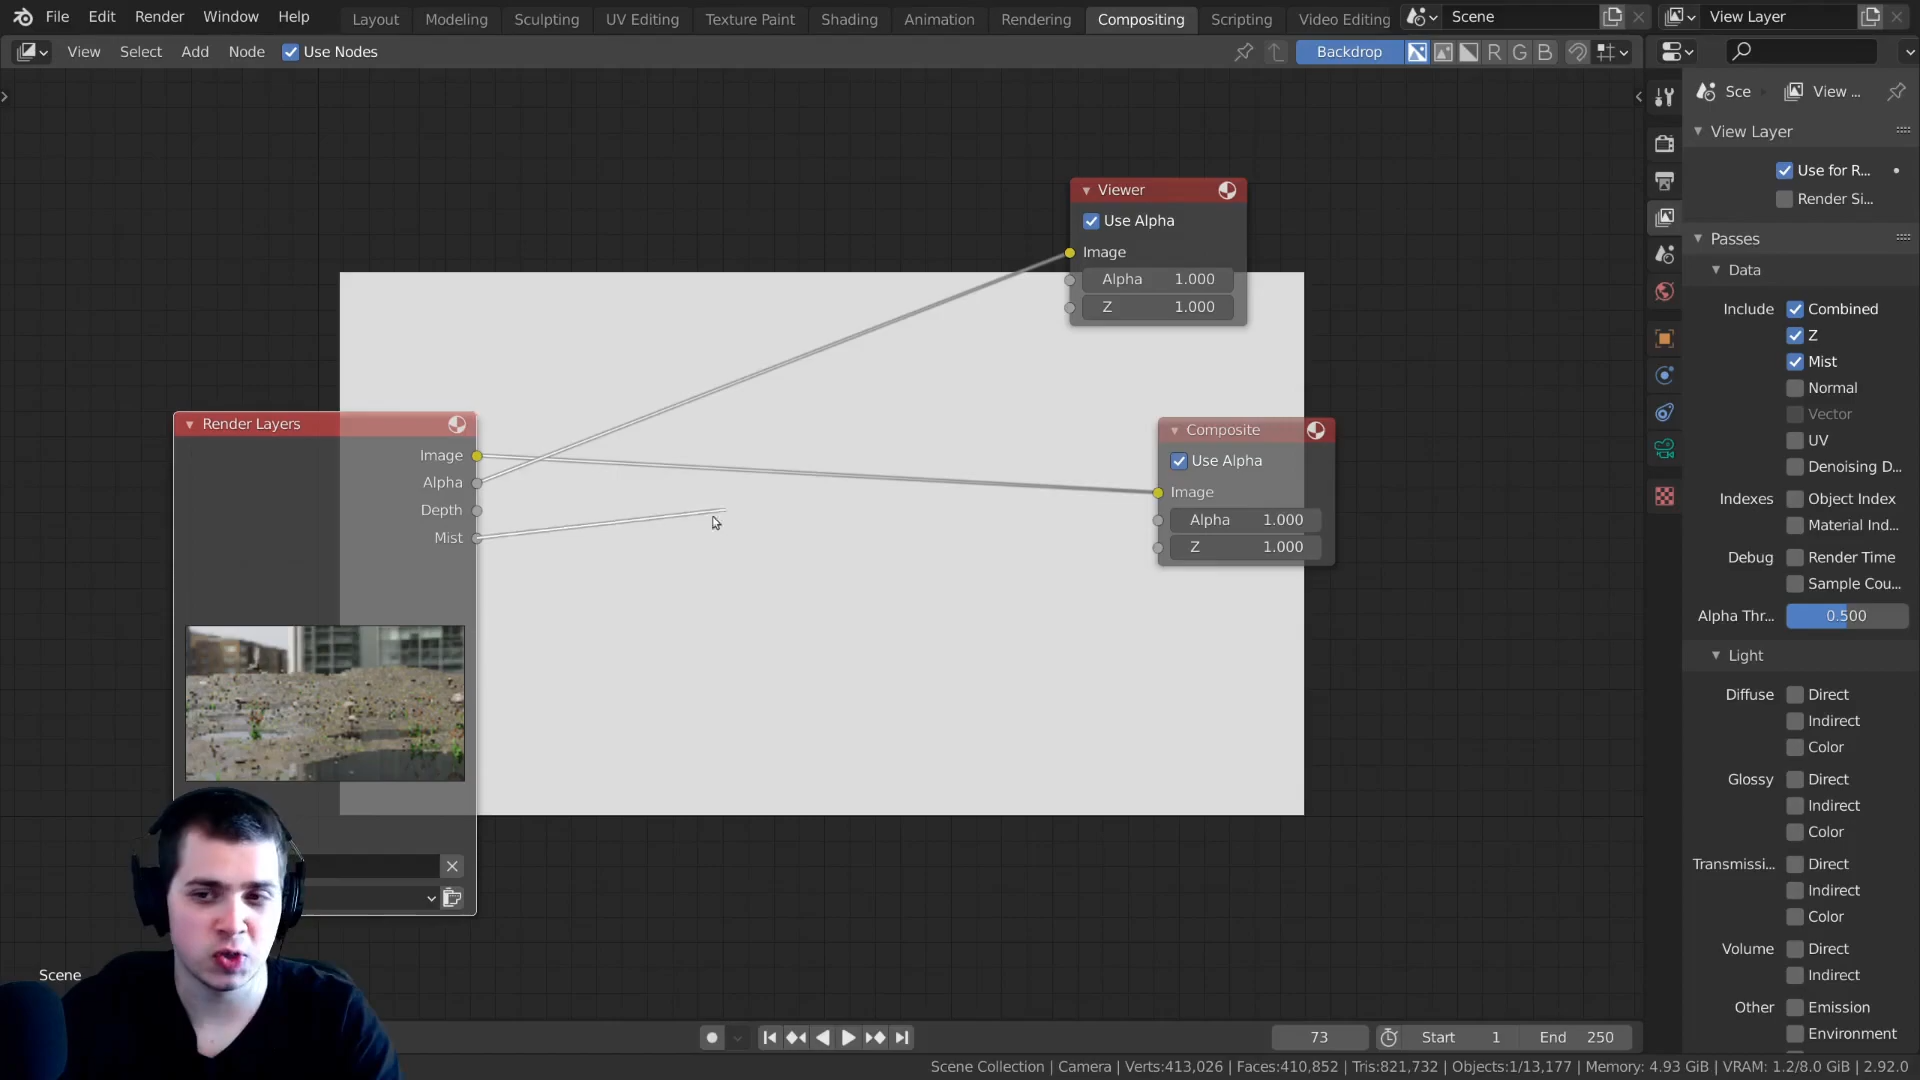 File Edit Render Window Help Layout Modeling Sculpting UV Editing Texture Paint Shading Animation Rendering Compositing Scripting Video Editing Scene View Layer
View Select Add Node Use Nodes Backdrop R G B
Sce View ...
View Layer
Use for R...
Render Si...
Passes
Data
Include Combined
Z
Mist
Normal
Vector
UV
Denoising D...
Indexes Object Index
Material Ind...
Debug Render Time
Sample Cou...
Alpha Thr... 0.500
Light
Diffuse Direct
Indirect
Color
Glossy Direct
Indirect
Color
Transmissi... Direct
Indirect
Color
Volume Direct
Indirect
Other Emission
Environment
Viewer
Use Alpha
Image
Alpha 1.000
Z 1.000
Render Layers
Image
Alpha
Depth
Mist
Composite
Use Alpha
Image
Alpha 1.000
Z 1.000
Scene
73 Start 1 End 250
Scene Collection | Camera | Verts:413,026 | Faces:410,852 | Tris:821,732 | Objects:1/13,177 | Memory: 4.93 GiB | VRAM: 1.2/8.0 GiB | 2.92.0